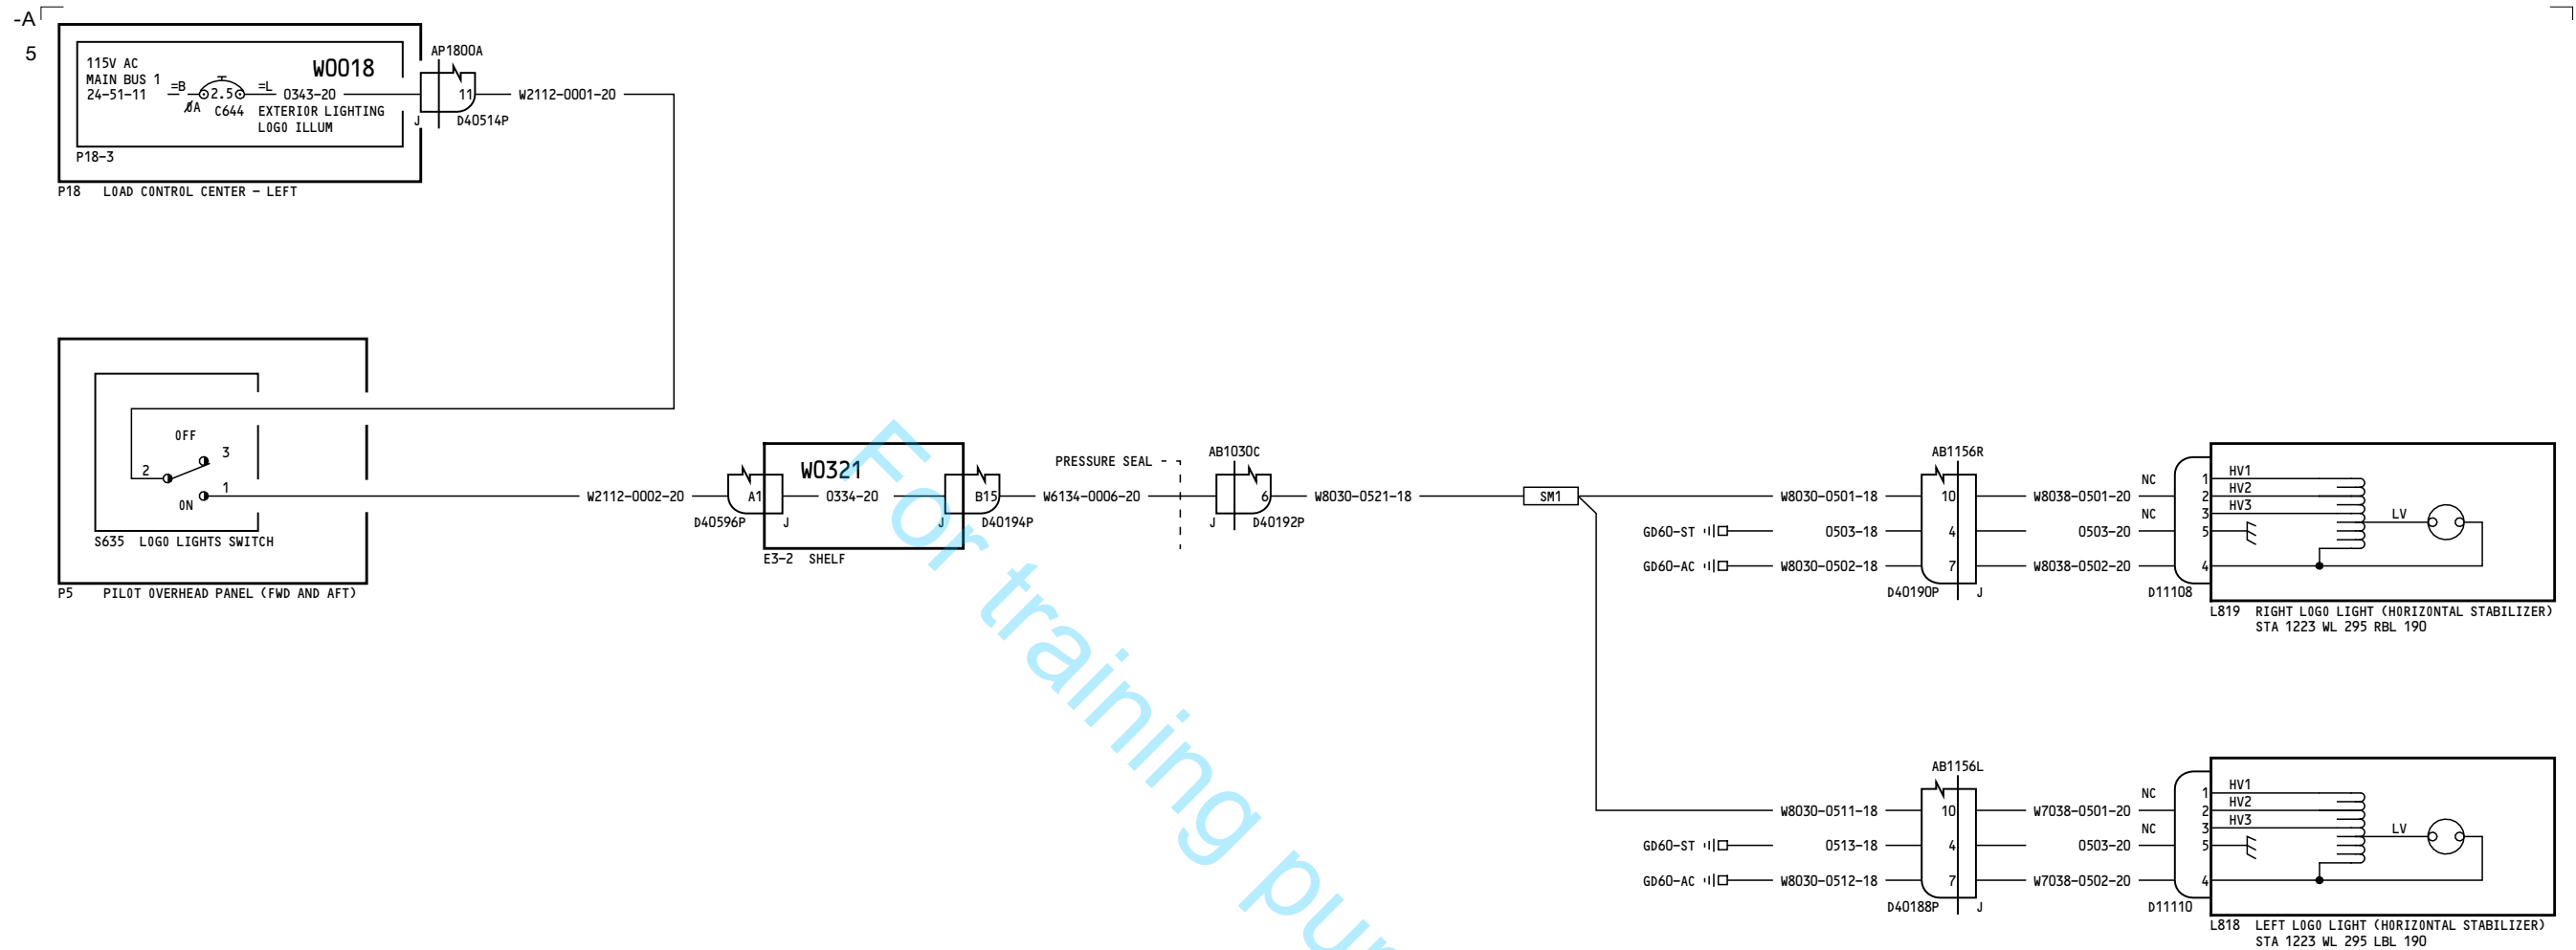 -A
5
115V AC
MAIN BUS 1
24-51-11
=B
ØA
2.5
C644
=L
W0018
0343-20
EXTERIOR LIGHTING
LOGO ILLUM
P18-3
P18 LOAD CONTROL CENTER - LEFT
AP1800A
11
J
D40514P
W2112-0001-20
OFF
3
2
1
ON
S635 LOGO LIGHTS SWITCH
P5 PILOT OVERHEAD PANEL (FWD AND AFT)
W2112-0002-20
A1
D40596P
J
W0321
0334-20
B15
J
D40194P
E3-2 SHELF
W6134-0006-20
PRESSURE SEAL
AB1030C
6
J
D40192P
W8030-0521-18
SM1
AB1156R
W8030-0501-18
10
W8038-0501-20
GD60-ST
0503-18
4
0503-20
GD60-AC
W8030-0502-18
7
W8038-0502-20
D40190P
J
NC
NC
1
2
3
5
4
D11108
HV1
HV2
HV3
LV
L819 RIGHT LOGO LIGHT (HORIZONTAL STABILIZER)
STA 1223 WL 295 RBL 190
AB1156L
W8030-0511-18
10
W7038-0501-20
GD60-ST
0513-18
4
0503-20
GD60-AC
W8030-0512-18
7
W7038-0502-20
D40188P
J
NC
NC
1
2
3
5
4
D11110
HV1
HV2
HV3
LV
L818 LEFT LOGO LIGHT (HORIZONTAL STABILIZER)
STA 1223 WL 295 LBL 190
For training pur